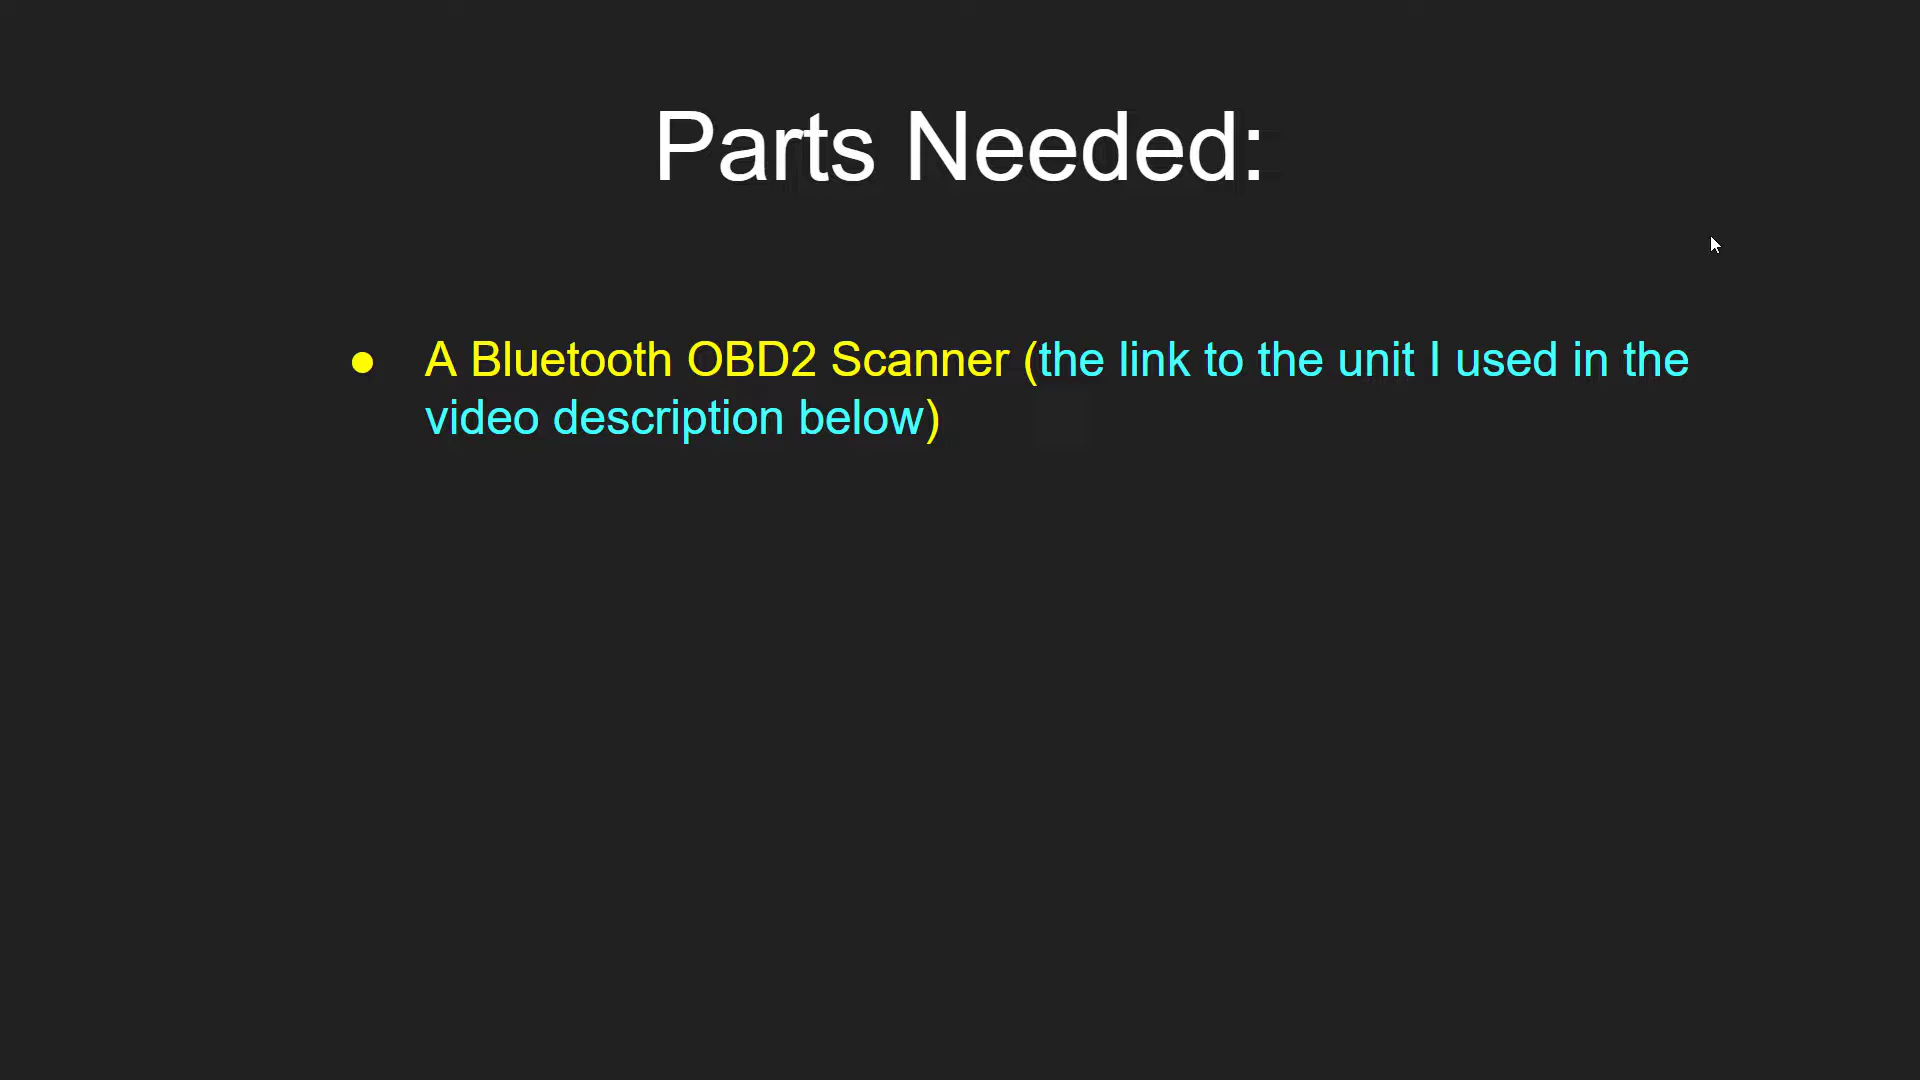 Parts Needed:
● A Bluetooth OBD2 Scanner (the link to the unit I used in the
video description below)